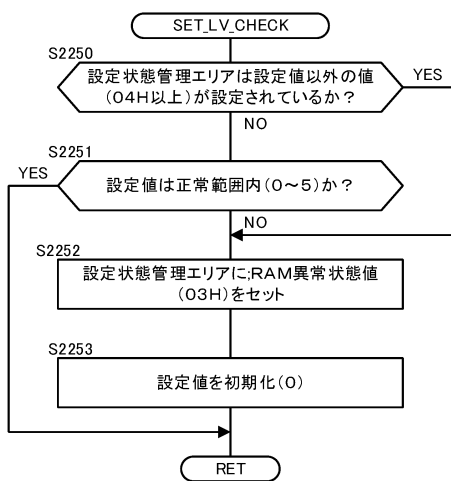 SET_LV_CHECK
S2250
設定状態管理エリアは設定値以外の値
(04H以上)が設定されているか？
YES
NO
S2251
YES
設定値は正常範囲内(0～5)か？
NO
S2252
設定状態管理エリアに;RAM異常状態値
(03H)をセット
S2253
設定値を初期化(0)
RET